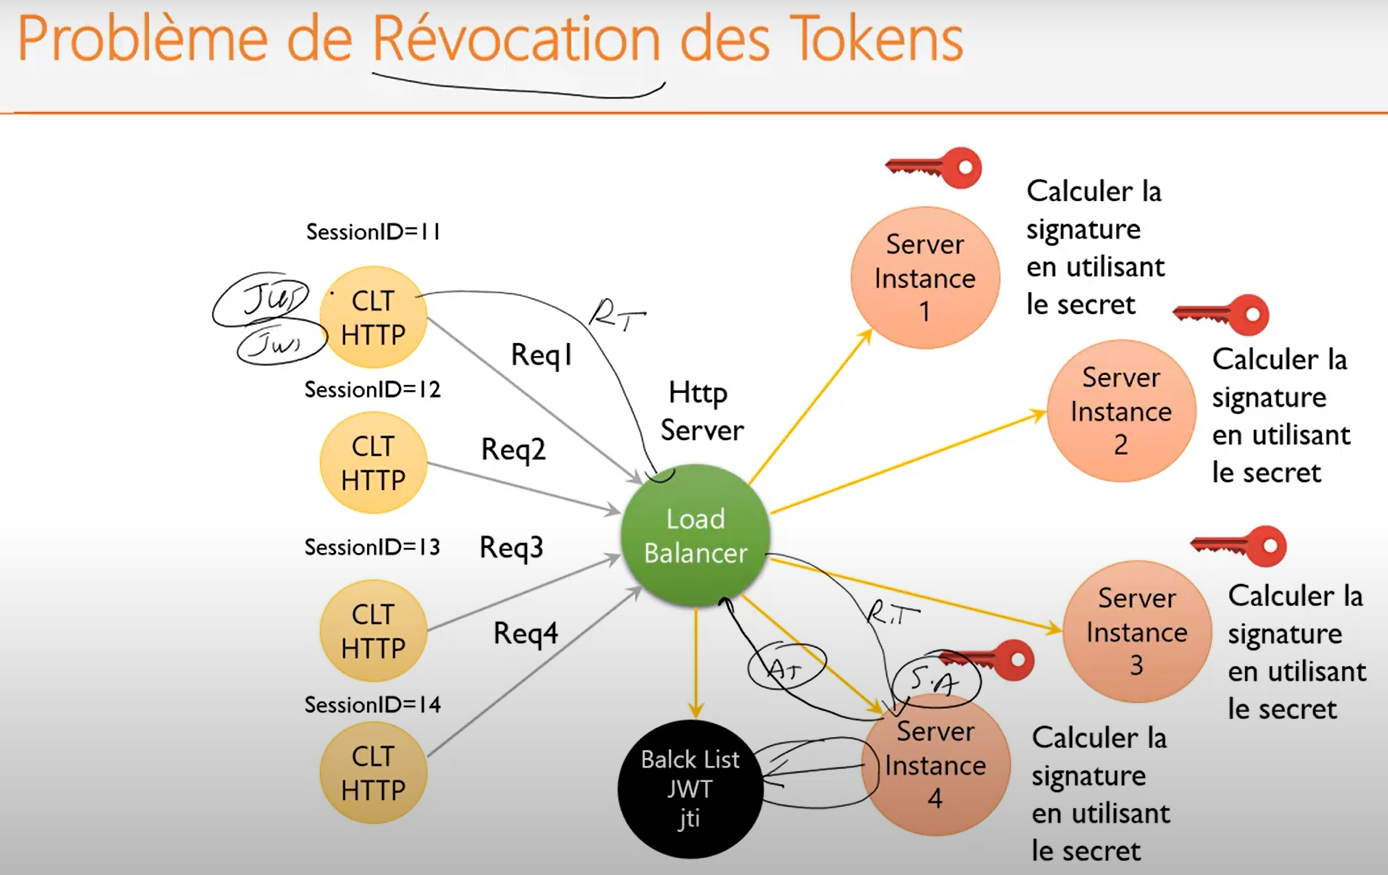 Problème de Révocation des Tokens
SessionID=11
JWT
JWT
CLT
HTTP
RT
Req1
SessionID=12
CLT
HTTP
Req2
SessionID=13
CLT
HTTP
Req3
SessionID=14
CLT
HTTP
Req4
Http
Server
Load
Balancer
Server
Instance
1
Calculer la
signature
en utilisant
le secret
Server
Instance
2
Calculer la
signature
en utilisant
le secret
Server
Instance
3
Calculer la
signature
en utilisant
le secret
RT
AT
S.A
Server
Instance
4
Calculer la
signature
en utilisant
le secret
Balck List
JWT
jti